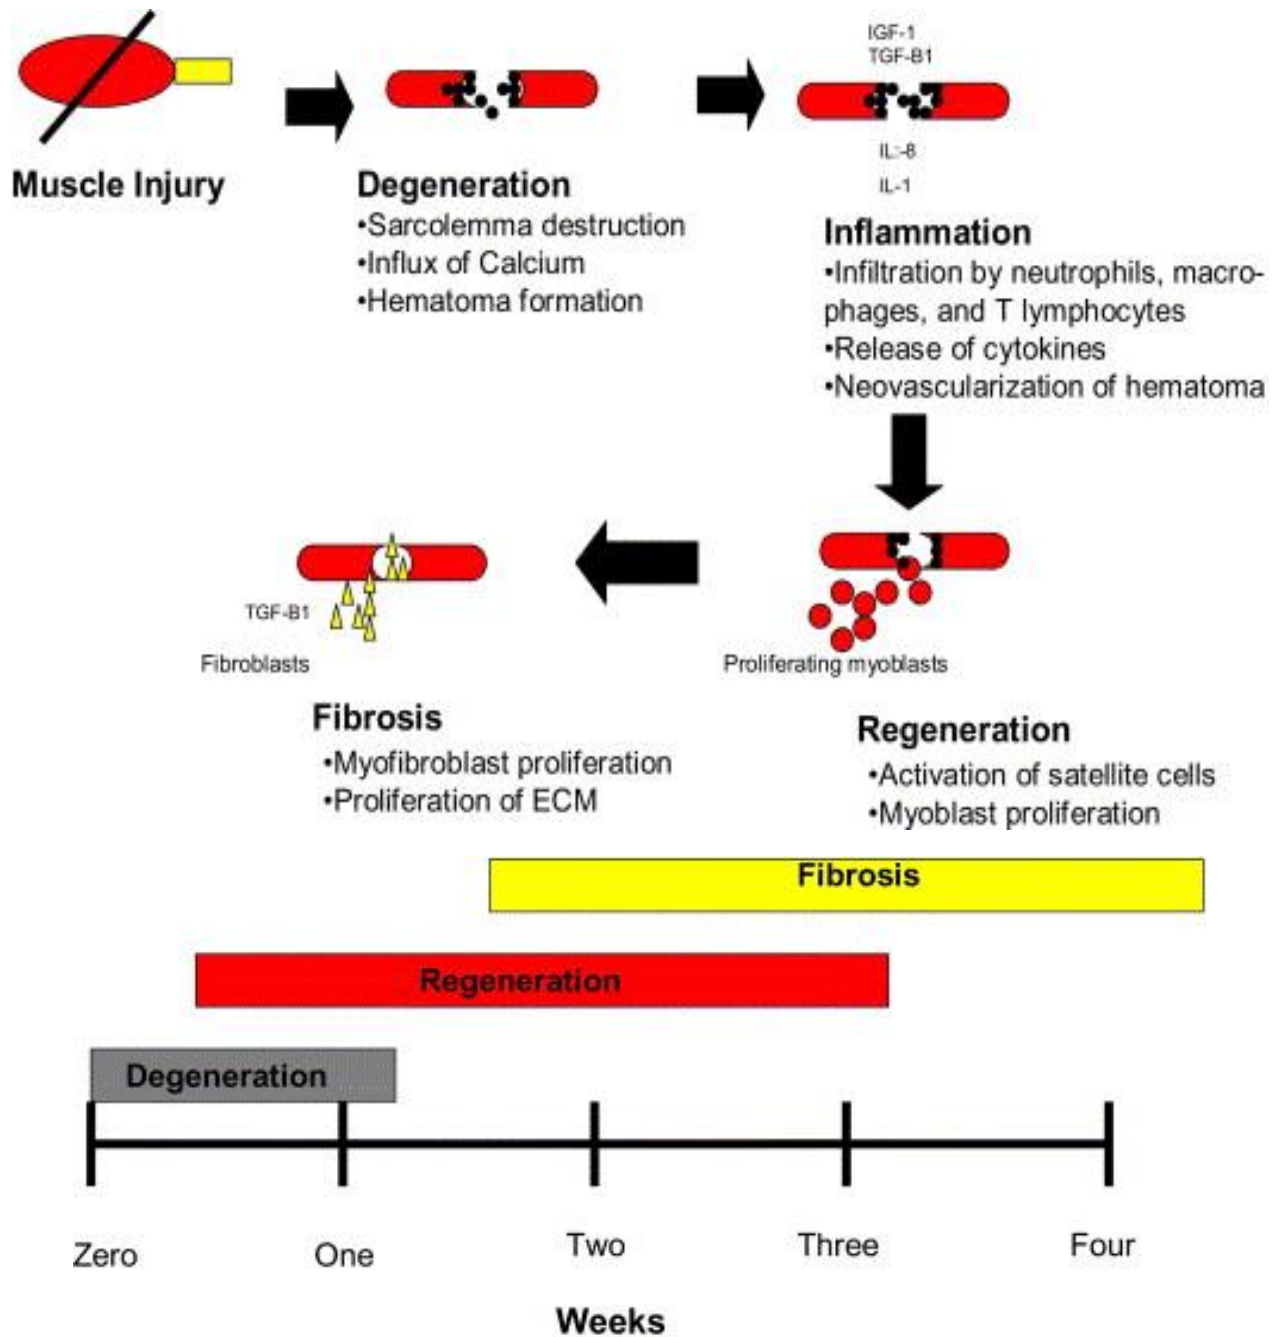 Muscle Injury
Degeneration
•Sarcolemma destruction
•Influx of Calcium
•Hematoma formation
IGF-1
TGF-B1
IL:-8
IL-1
Inflammation
•Infiltration by neutrophils, macro-
phages, and T lymphocytes
•Release of cytokines
•Neovascularization of hematoma
Proliferating myoblasts
Regeneration
•Activation of satellite cells
•Myoblast proliferation
TGF-B1
Fibroblasts
Fibrosis
•Myofibroblast proliferation
•Proliferation of ECM
Fibrosis
Regeneration
Degeneration
Zero One Two Three Four
Weeks